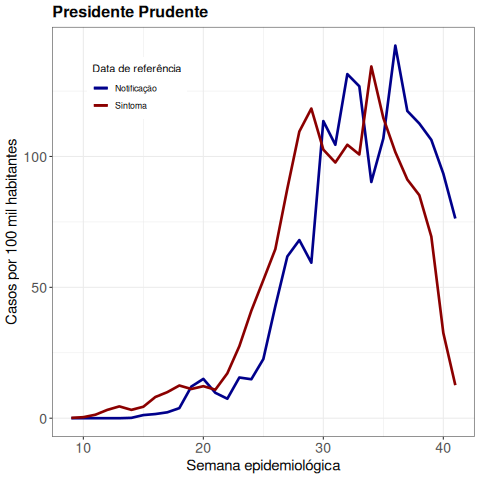 Presidente Prudente
Data de referência
Notificação
Sintoma
Casos por 100 mil habitantes
100
50
0
10
20
30
40
Semana epidemiológica